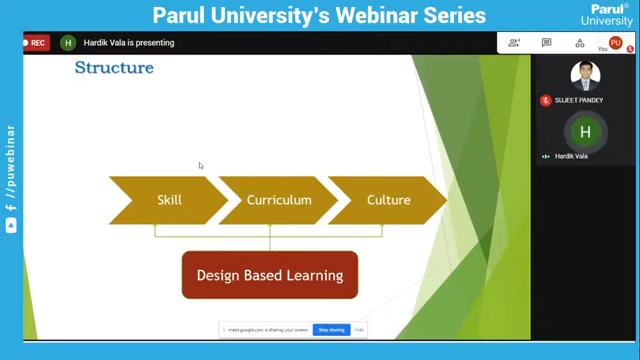 Parul University's Webinar Series
Parul®
University
REC
H
Hardik Vala is presenting
You
PU
Structure
SUJEET PANDEY
H
Hardik Vala
Skill
Curriculum
Culture
Design Based Learning
meet.google.com is sharing your screen.
Stop sharing
Hide
/puwebinar